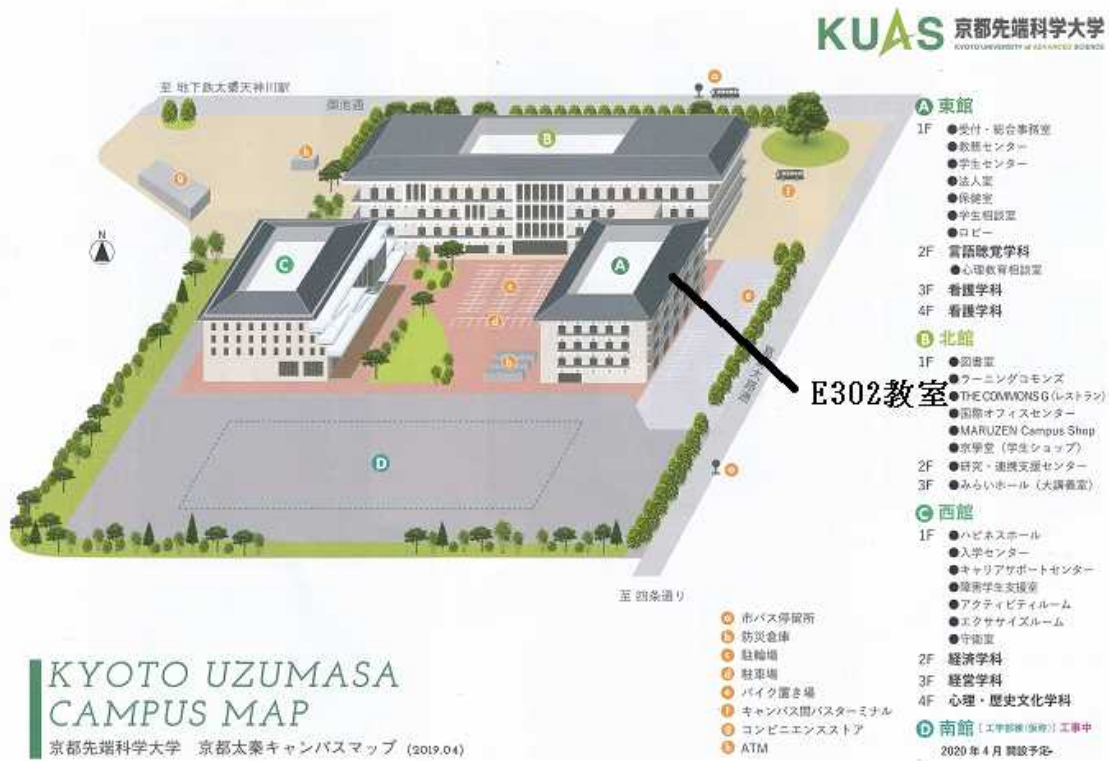 KUAS 京都先端科学大学
KYOTO UNIVERSITY of ADVANCED SCIENCE
至 地下鉄太秦天神川駅
御池通
N
A
B
C
D
E302教室
至 四条通り
A 東館
1F ●受付・総合事務室
●教務センター
●学生センター
●法人室
●保健室
●学生相談室
●ロビー
2F 言語聴覚学科
●心理教育相談室
3F 看護学科
4F 看護学科
B 北館
1F ●図書室
●ラーニングコモンズ
●THE COMMONS G (レストラン)
●国際オフィスセンター
●MARUZEN Campus Shop
●京學堂（学生ショップ）
2F ●研究・連携支援センター
3F ●みらいホール（大講義室）
C 西館
1F ●ハピネスホール
●入学センター
●キャリアサポートセンター
●障害学生支援室
●アクティビティルーム
●エクササイズルーム
●守衛室
2F 経済学科
3F 経営学科
4F 心理・歴史文化学科
D 南館 [工学部棟(仮称)] 工事中
2020年4月 開設予定
a 市バス停留所
b 防災倉庫
c 駐輪場
d 駐車場
e バイク置き場
f キャンパス間バスターミナル
g コンビニエンスストア
h ATM
KYOTO UZUMASA
CAMPUS MAP
京都先端科学大学 京都太秦キャンパスマップ (2019.04)